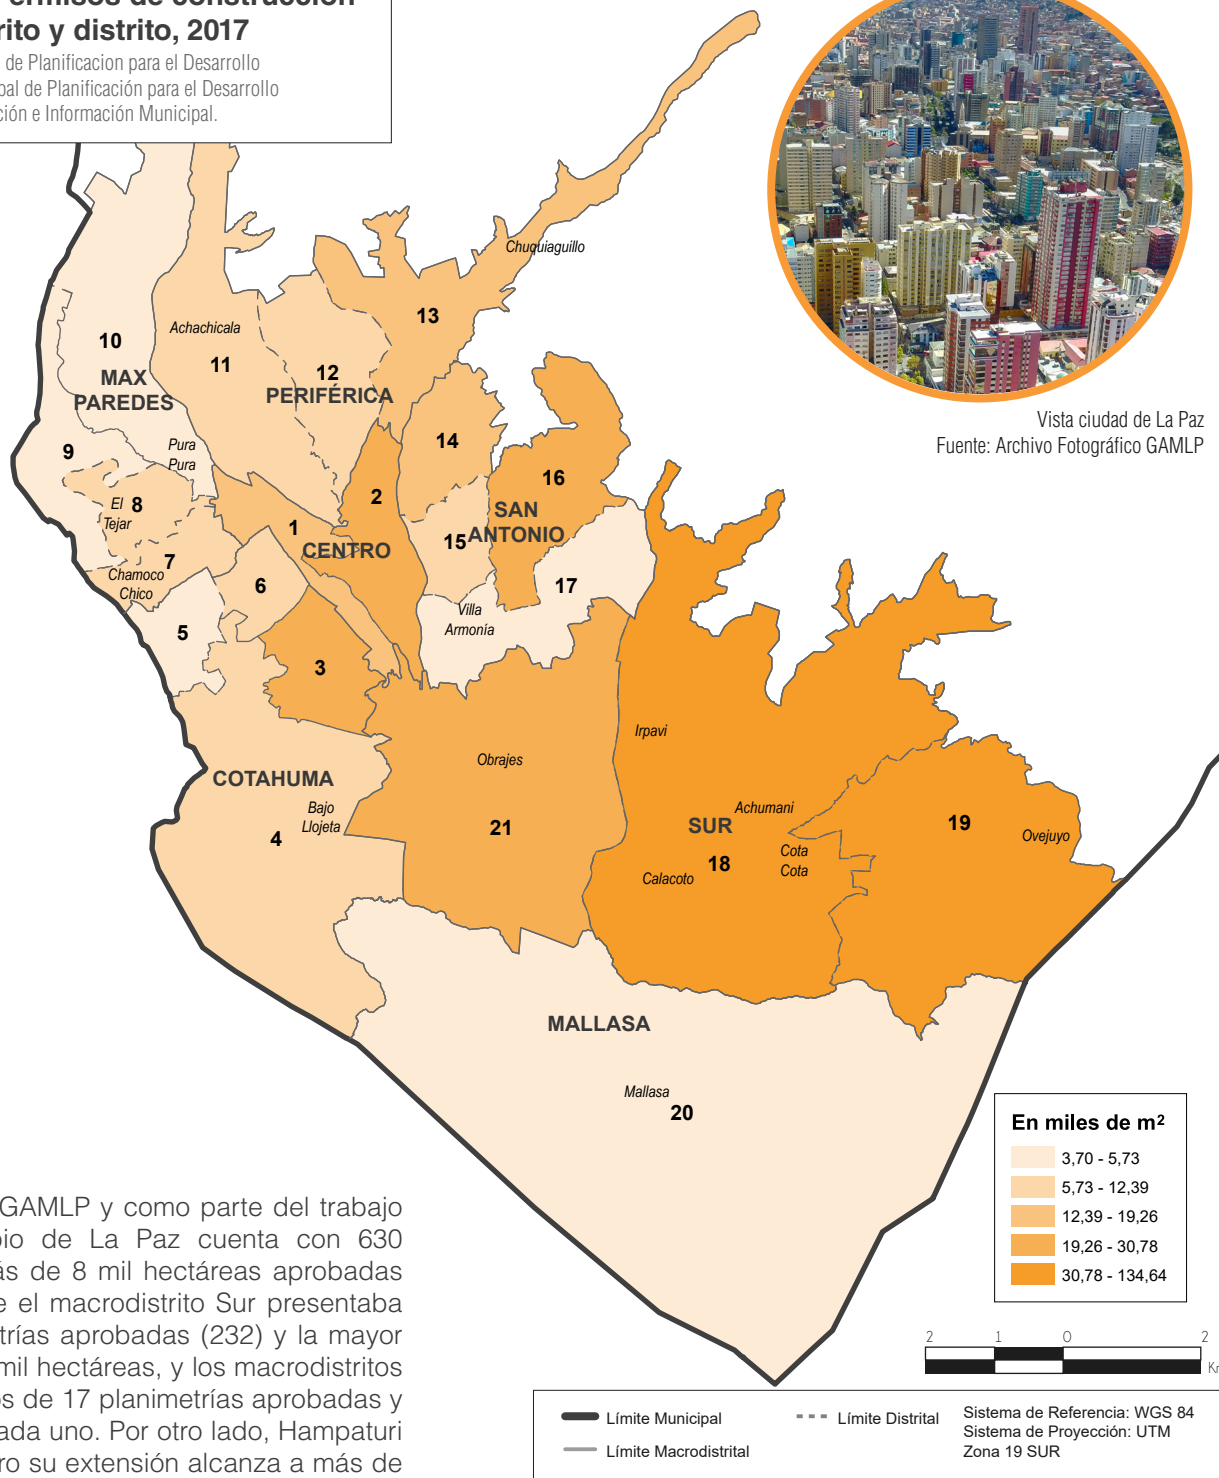 ermisos de construcción
rito y distrito, 2017
de Planificacion para el Desarrollo
pal de Planificación para el Desarrollo
ción e Información Municipal.
Chuquiaguillo
13
Achachicala
11
10
MAX
PAREDES
12
PERIFÉRICA
Vista ciudad de La Paz
Fuente: Archivo Fotográfico GAMLP
9
Pura
Pura
14
16
El
Tejar
8
2
SAN
ANTONIO
1
CENTRO
15
7
Chamoco
Chico
6
17
5
Villa
Armonía
3
Irpavi
Obrajes
COTAHUMA
Bajo
Llojeta
4
21
Achumani
SUR
18
Cota
Cota
Calacoto
19
Ovejuyo
MALLASA
Mallasa
20
En miles de m²
3,70 - 5,73
5,73 - 12,39
12,39 - 19,26
19,26 - 30,78
30,78 - 134,64
GAMLP y como parte del trabajo
pio de La Paz cuenta con 630
ás de 8 mil hectáreas aprobadas
e el macrodistrito Sur presentaba
trías aprobadas (232) y la mayor
mil hectáreas, y los macrodistritos
os de 17 planimetrías aprobadas y
ada uno. Por otro lado, Hampaturi
ro su extensión alcanza a más de
2 1 0 2
Km
Límite Municipal
Límite Distrital
Límite Macrodistrital
Sistema de Referencia: WGS 84
Sistema de Proyección: UTM
Zona 19 SUR